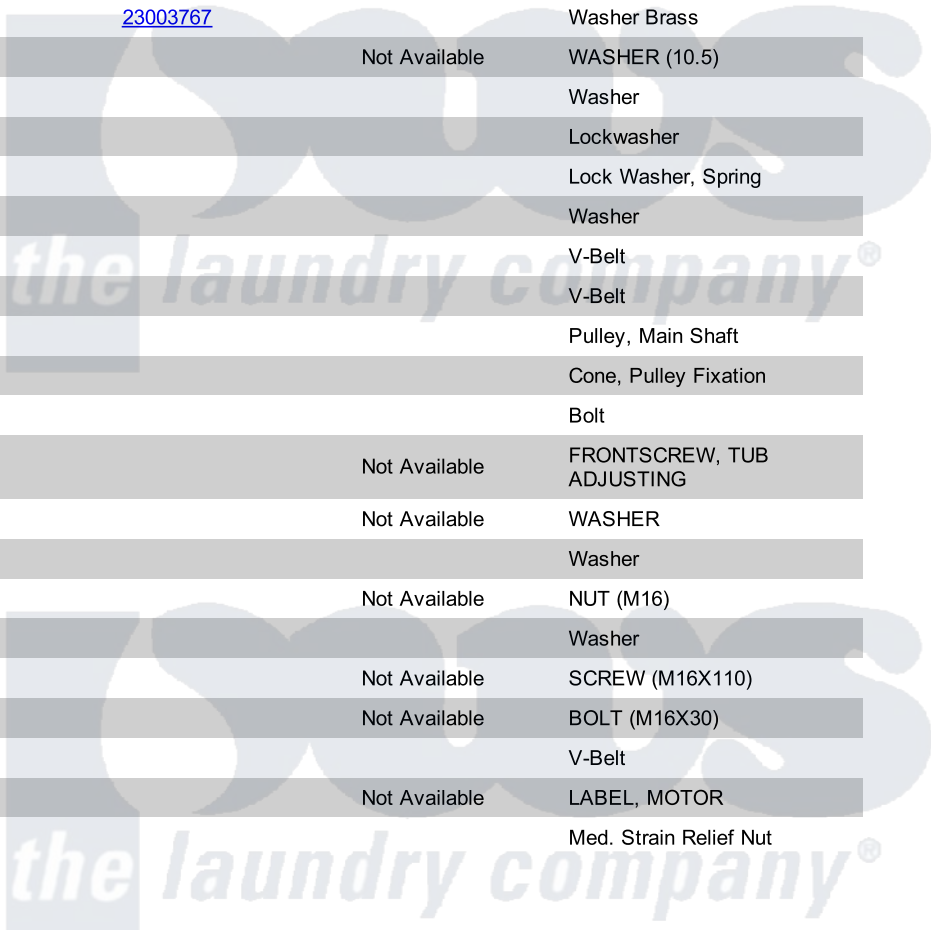 23003767 Washer Brass
Not Available WASHER (10.5)
Washer
Lockwasher
Lock Washer, Spring
Washer
V-Belt
the laundry company®
V-Belt
Pulley, Main Shaft
Cone, Pulley Fixation
Bolt
Not Available FRONTSCREW, TUB
ADJUSTING
Not Available WASHER
Washer
Not Available NUT (M16)
Washer
Not Available SCREW (M16X110)
Not Available BOLT (M16X30)
V-Belt
Not Available LABEL, MOTOR
Med. Strain Relief Nut
the laundry company®